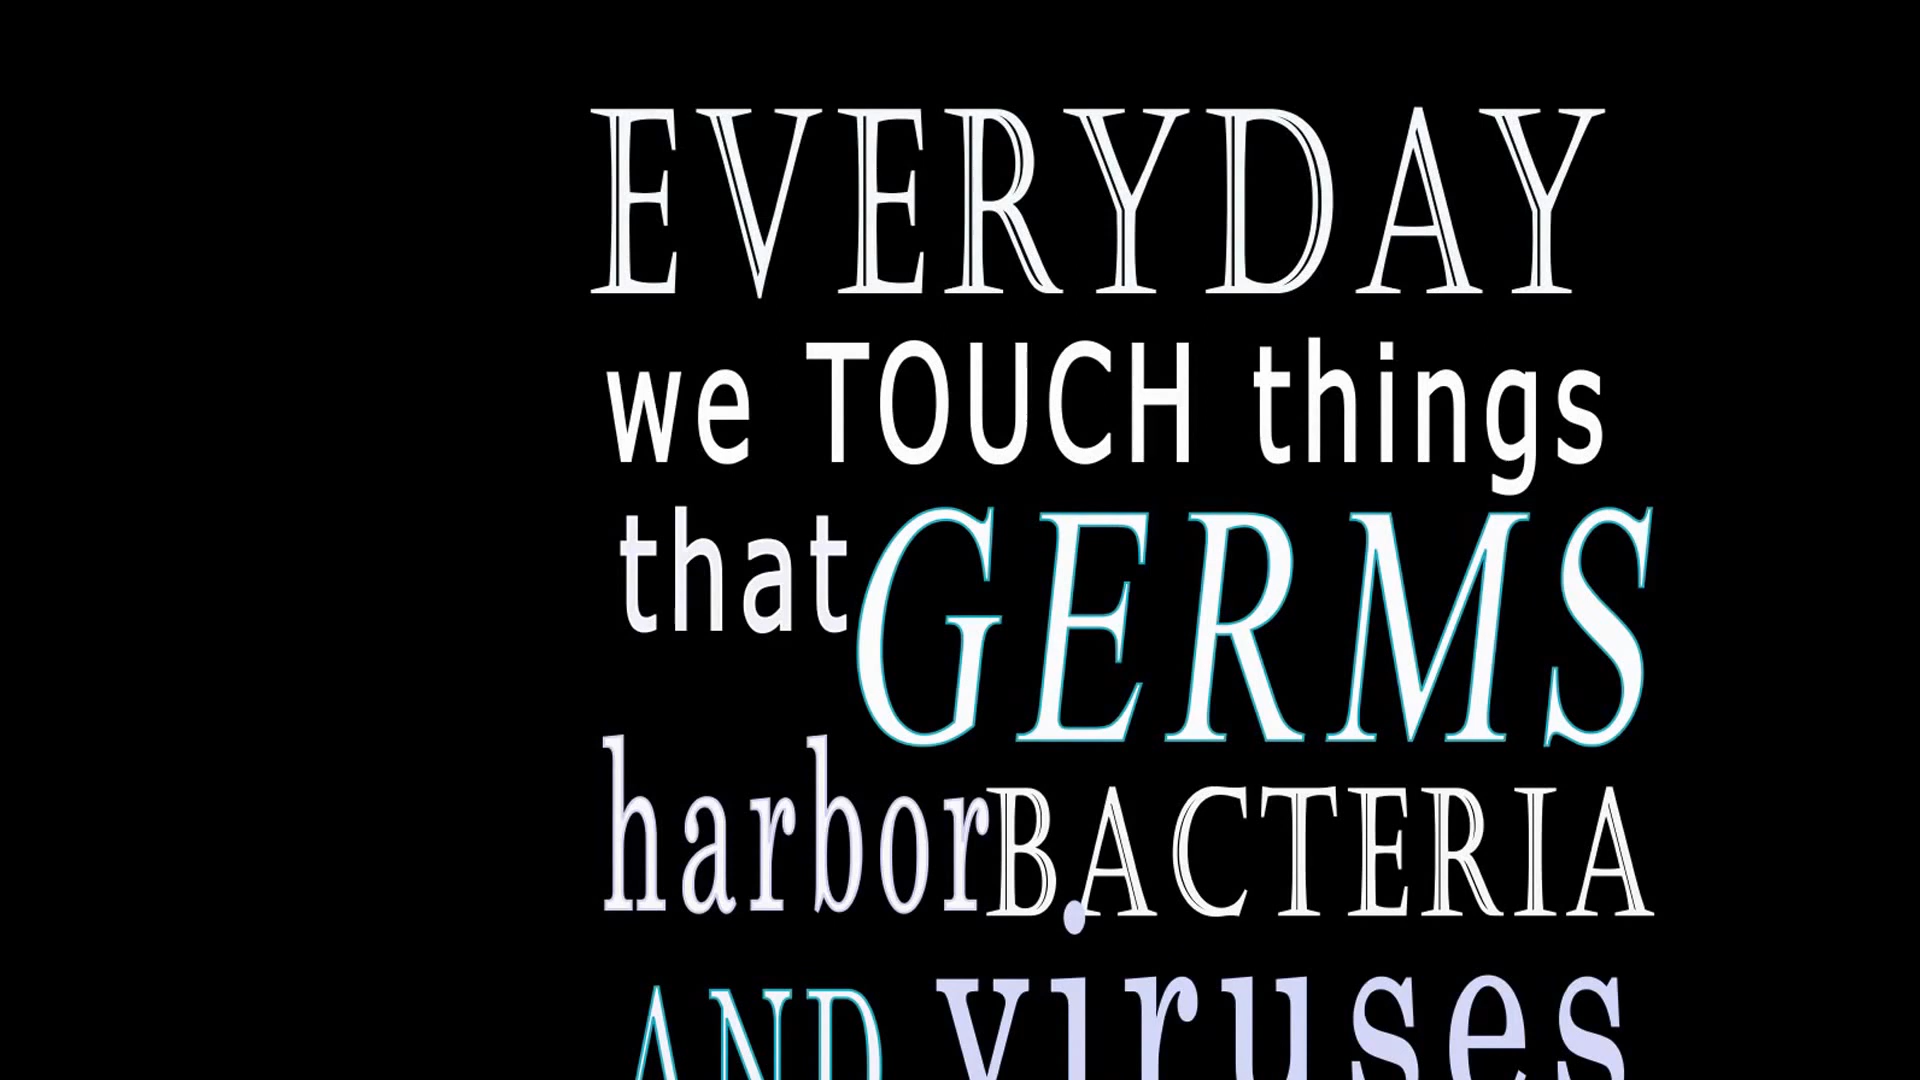 EVERYDAY
we TOUCH things
that GERMS
harbor BACTERIA
AND viruses